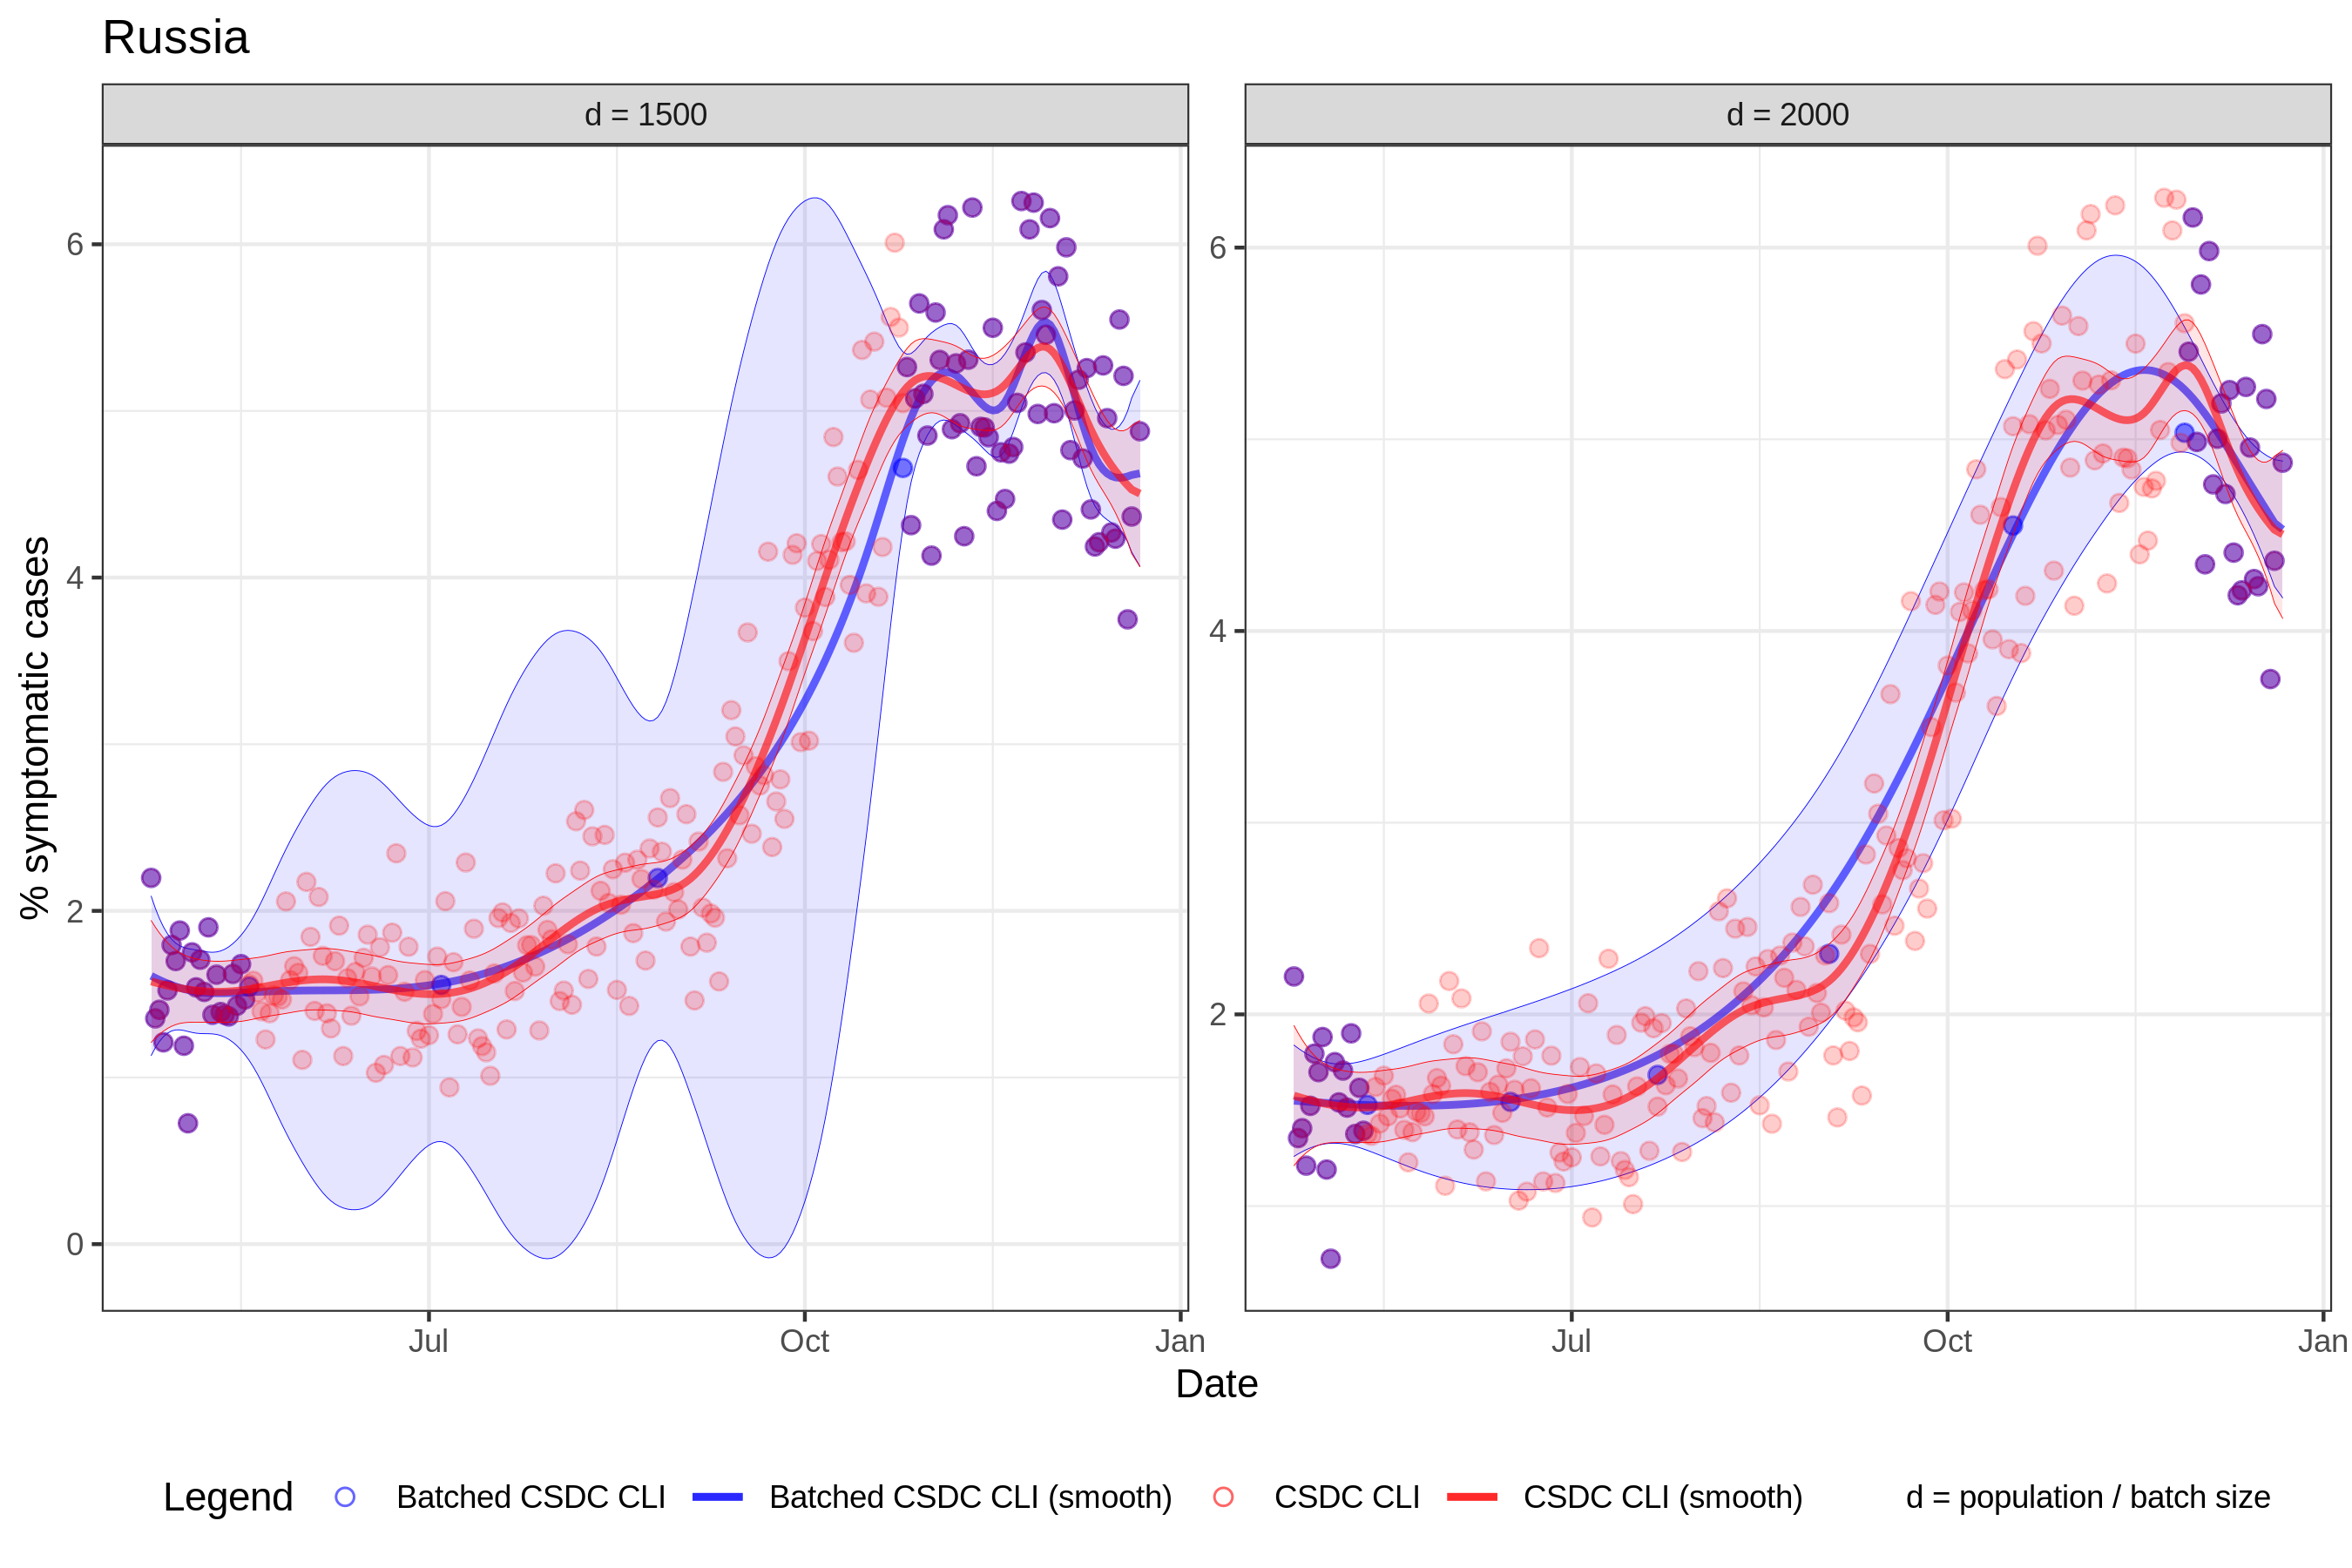 Russia
d = 1500
d = 2000
% symptomatic cases
6
4
2
0
6
4
2
Jul
Oct
Jan
Jul
Oct
Jan
Date
Legend
Batched CSDC CLI
Batched CSDC CLI (smooth)
CSDC CLI
CSDC CLI (smooth)
d = population / batch size